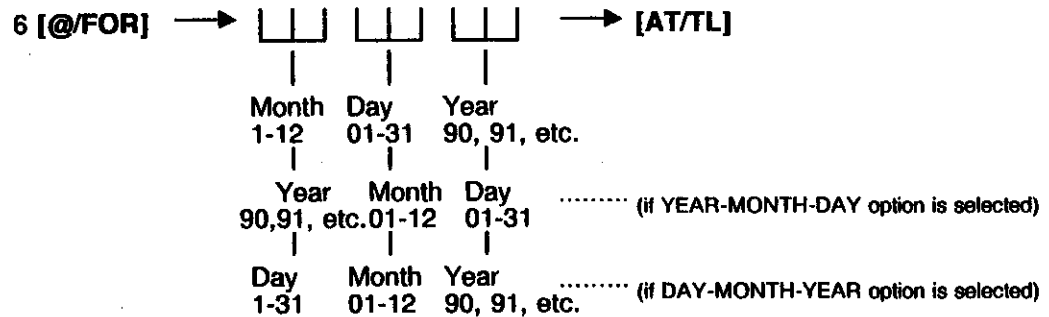 6 [@/FOR] [AT/TL]
Month Day Year
1-12 01-31 90, 91, etc.
Year Month Day
90,91, etc. 01-12 01-31 ......... (if YEAR-MONTH-DAY option is selected)
Day Month Year
1-31 01-12 90, 91, etc. ......... (if DAY-MONTH-YEAR option is selected)